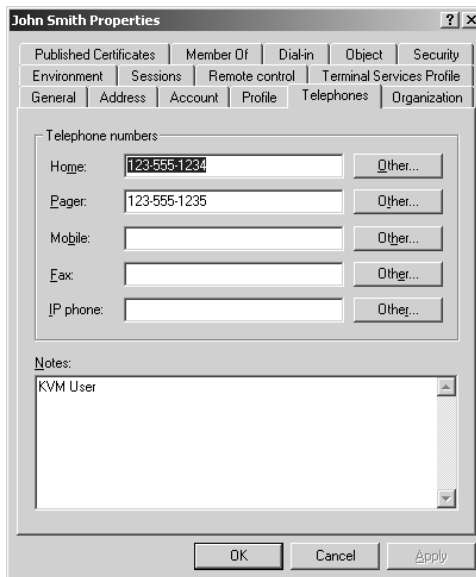 John Smith Properties
Published Certificates Member Of Dial-in Object Security
Environment Sessions Remote control Terminal Services Profile
General Address Account Profile Telephones Organization
Telephone numbers
Home: 123-555-1234 Other...
Pager: 123-555-1235 Other...
Mobile: Other...
Fax: Other...
IP phone: Other...
Notes:
KVM User
OK Cancel Apply